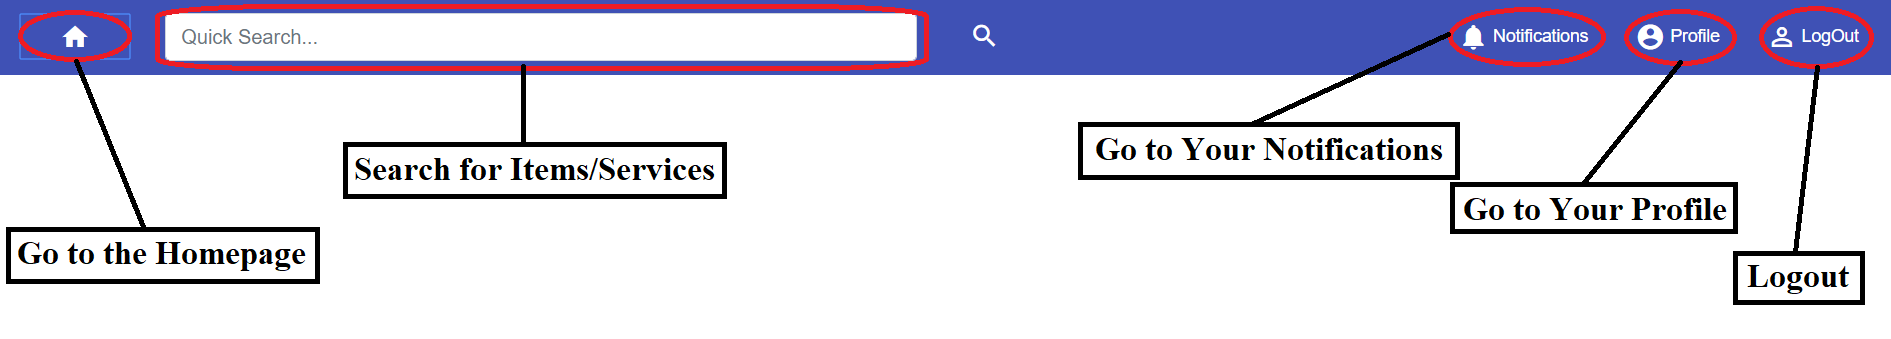 Quick Search...
Notifications
Profile
LogOut
Go to Your Notifications
Search for Items/Services
Go to Your Profile
Go to the Homepage
Logout